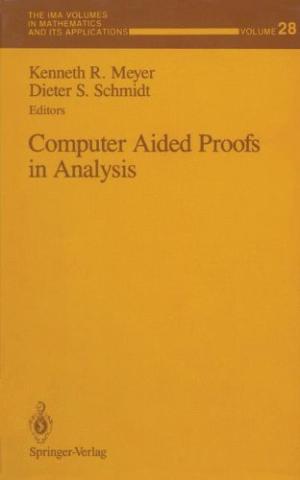 THE IMA VOLUMES
IN MATHEMATICS
AND ITS APPLICATIONS
VOLUME 28
Kenneth R. Meyer
Dieter S. Schmidt
Editors
Computer Aided Proofs
in Analysis
Springer-Verlag